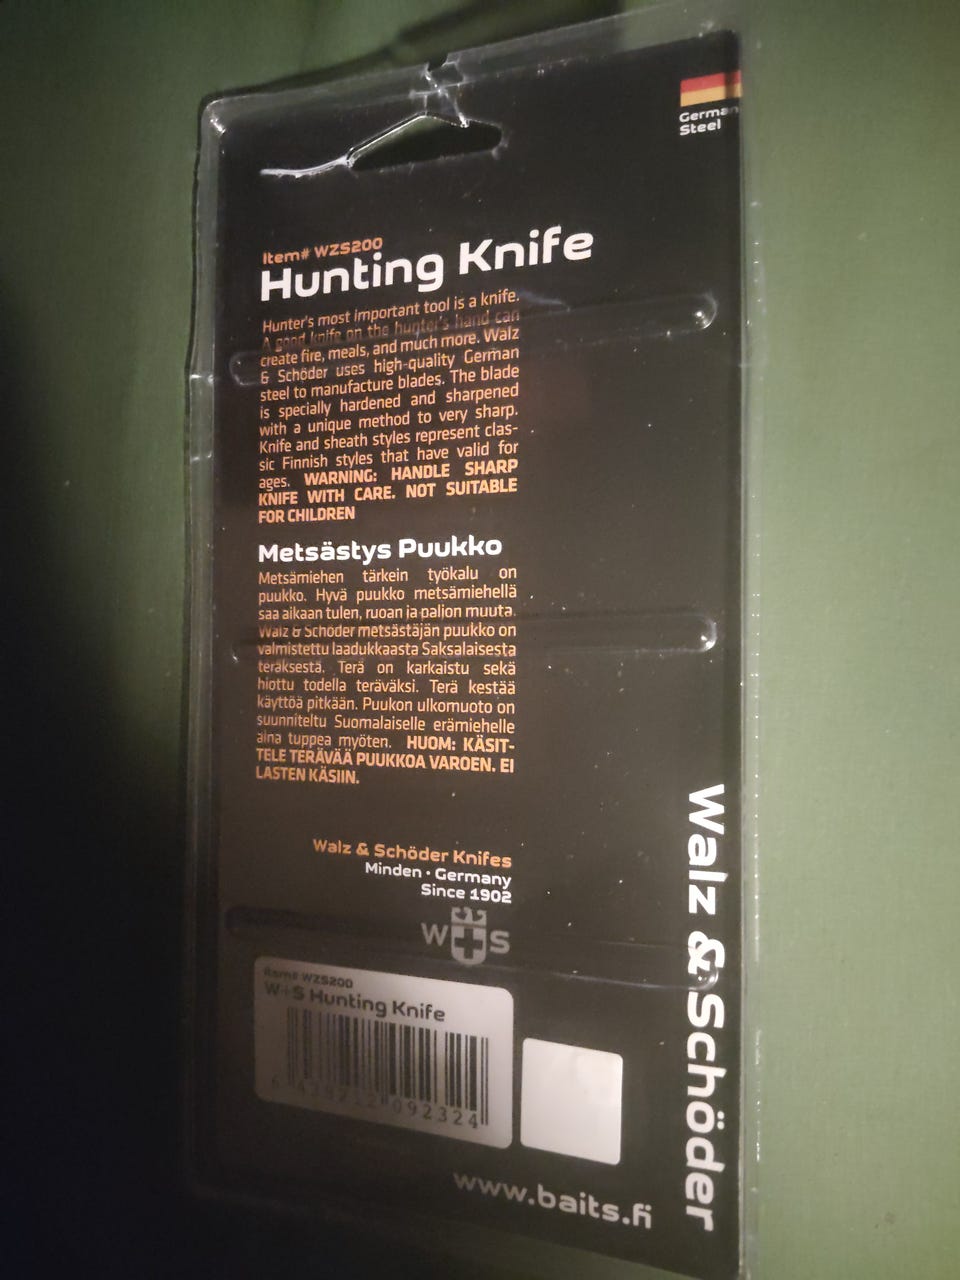 German
Steel
Item# WZS200
Hunting Knife
Hunter's most important tool is a knife.
A good knife on the hunter's hand can
create fire, meals, and much more. Walz
& Schöder uses high-quality German
steel to manufacture blades. The blade
is specially hardened and sharpened
with a unique method to very sharp.
Knife and sheath styles represent clas-
sic Finnish styles that have valid for
ages. WARNING: HANDLE SHARP
KNIFE WITH CARE. NOT SUITABLE
FOR CHILDREN
Metsästys Puukko
Metsämiehen tärkein työkalu on
puukko. Hyvä puukko metsämiehellä
saa aikaan tulen, ruoan ja paljon muuta.
Walz & Schöder metsästäjän puukko on
valmistettu laadukkaasta Saksalaisesta
teräksestä. Terä on karkaistu sekä
hiottu todella teräväksi. Terä kestää
käyttöä pitkään. Puukon ulkomuoto on
suunniteltu Suomalaiselle erämiehelle
aina tuppea myöten. HUOM: KÄSIT-
TELE TERÄVÄÄ PUUKKOA VAROEN. EI
LASTEN KÄSIIN.
Walz & Schöder Knifes
Minden · Germany
Since 1902
W+S
Item# WZS200
W+S Hunting Knife
6 438212 092324
www.baits.fi
Walz & Schöder